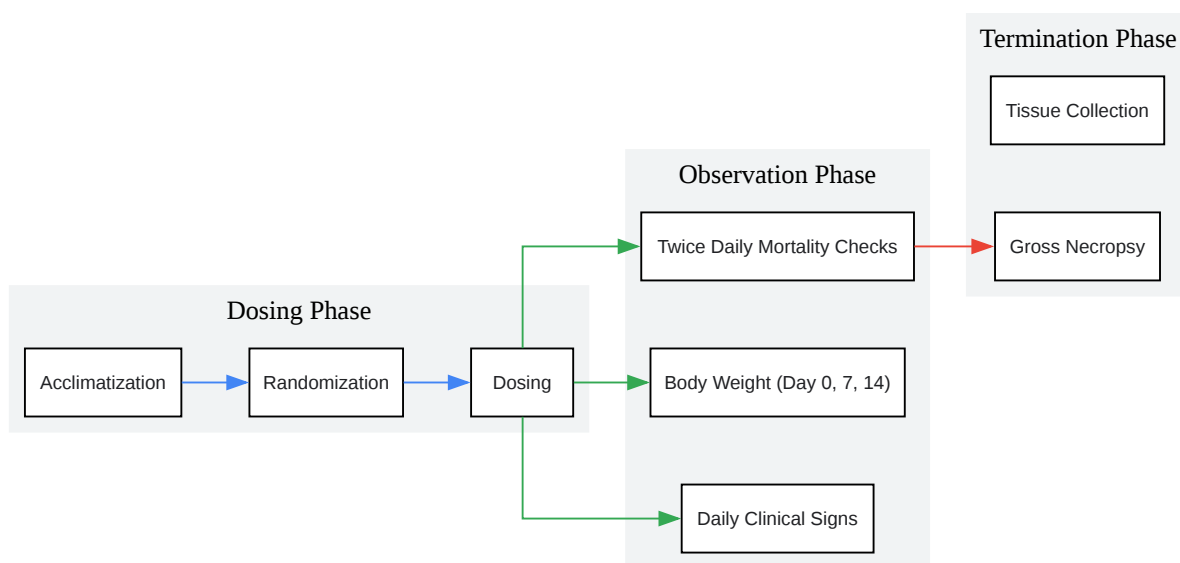 Termination Phase
Tissue Collection
Observation Phase
Twice Daily Mortality Checks
Gross Necropsy
Dosing Phase
Acclimatization
Randomization
Dosing
Body Weight (Day 0, 7, 14)
Daily Clinical Signs